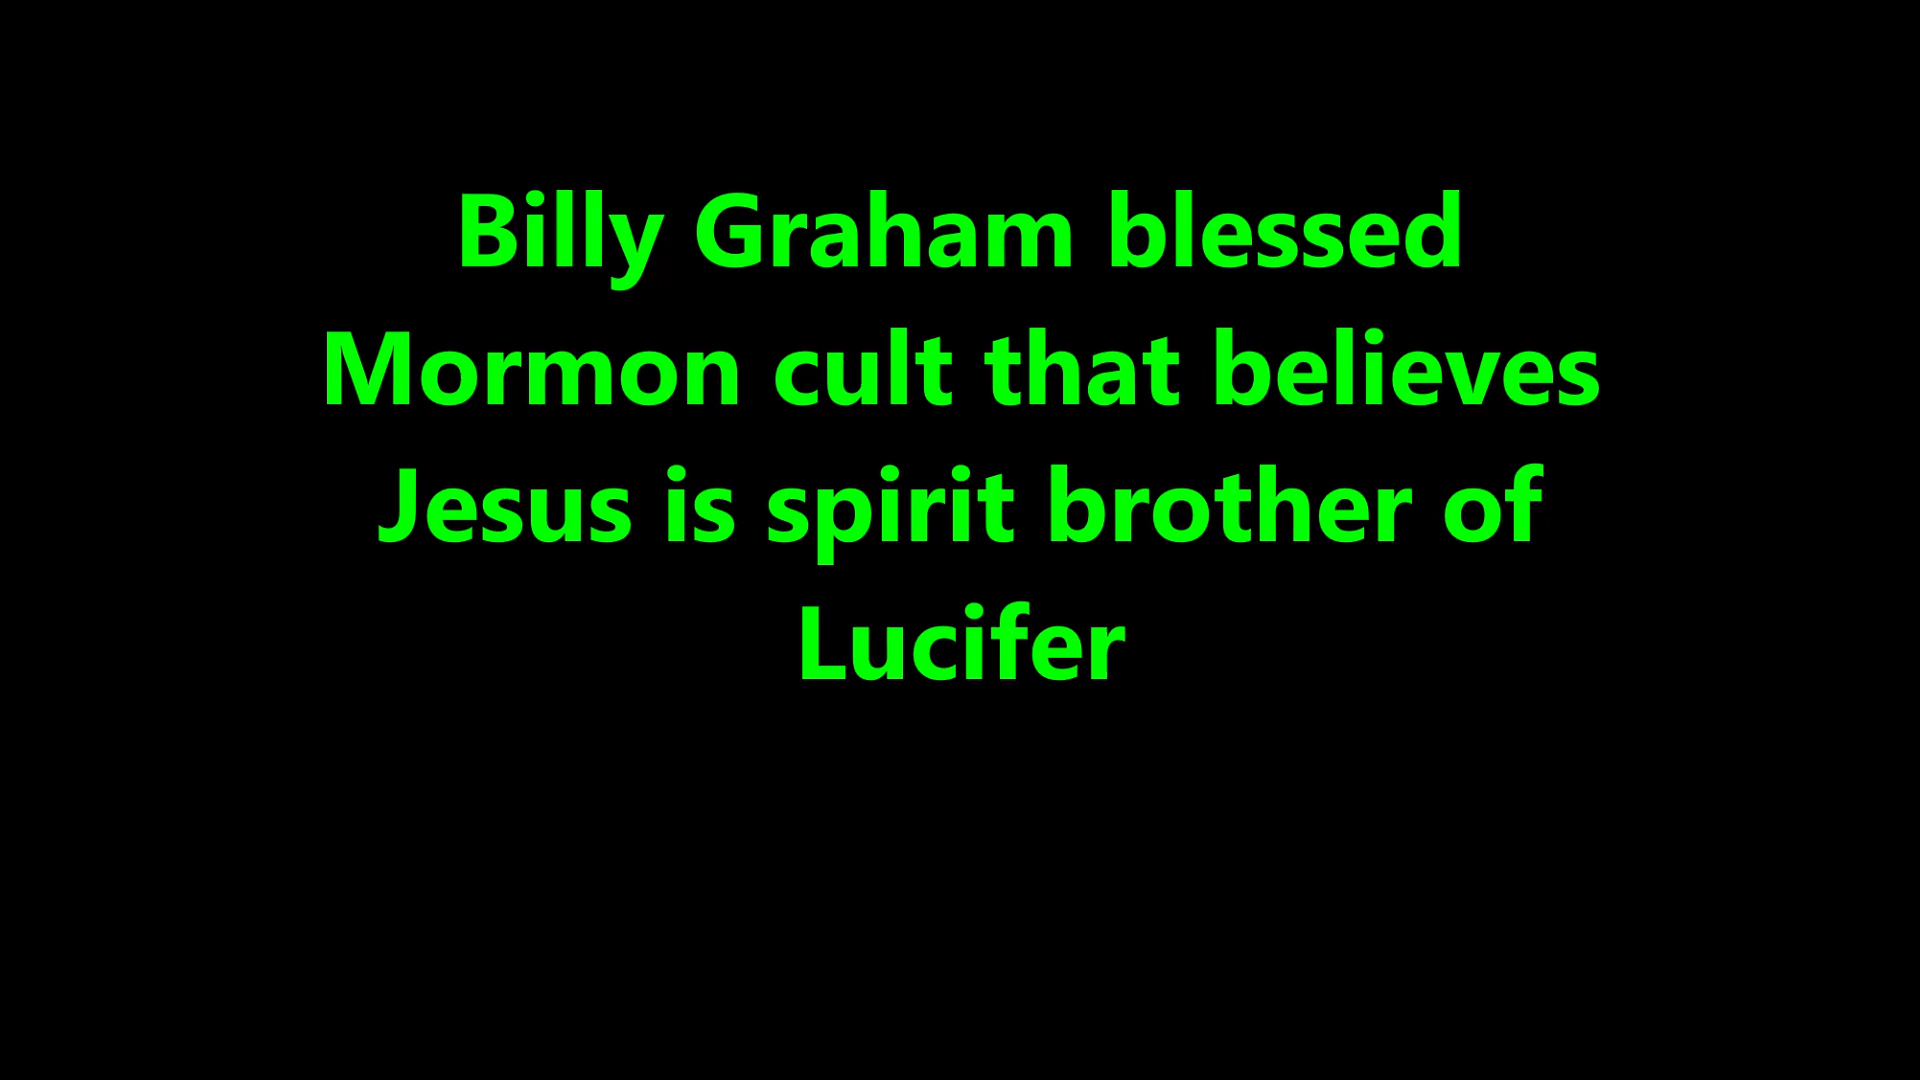 Billy Graham blessed
Mormon cult that believes
Jesus is spirit brother of
Lucifer